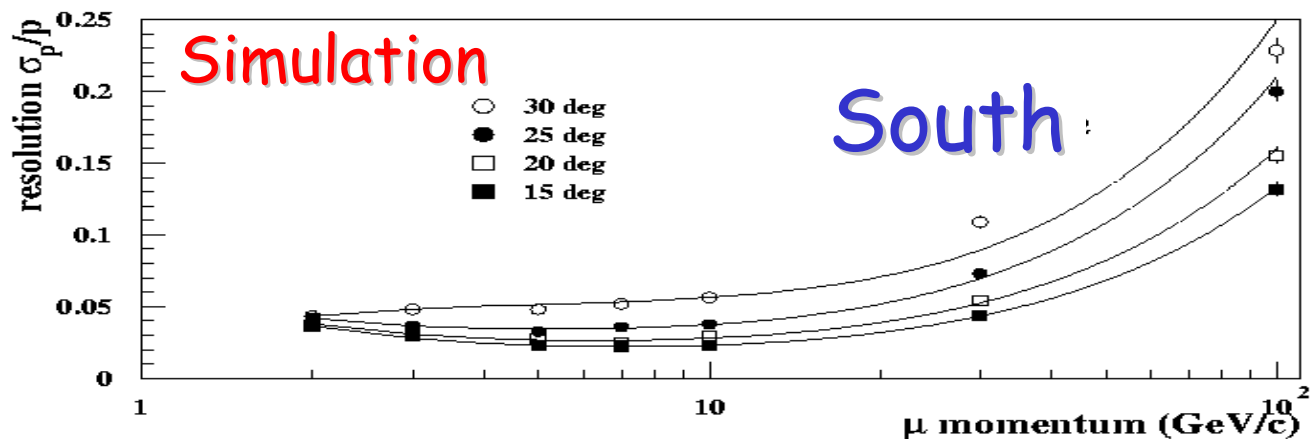 resolution σp/p
0.25
0.2
0.15
0.1
0.05
0
Simulation
South
30 deg
25 deg
20 deg
15 deg
1
10
10²
μ momentum (GeV/c)